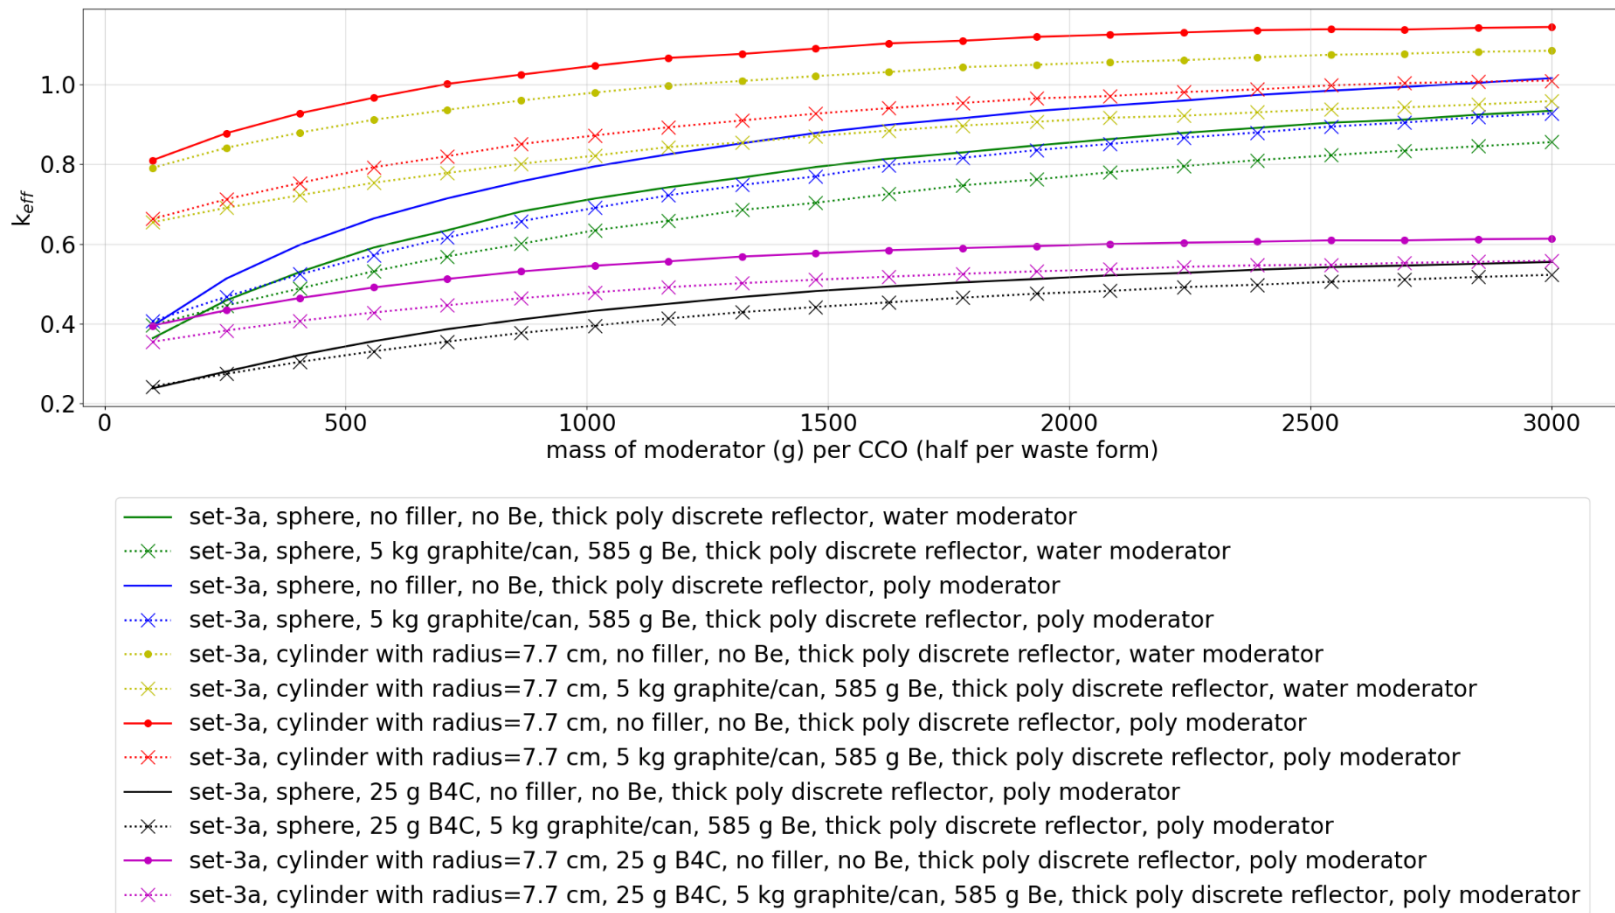 1.0
0.8
0.6
0.4
0.2
keff
0 500 1000 1500 2000 2500 3000
mass of moderator (g) per CCO (half per waste form)
set-3a, sphere, no filler, no Be, thick poly discrete reflector, water moderator
set-3a, sphere, 5 kg graphite/can, 585 g Be, thick poly discrete reflector, water moderator
set-3a, sphere, no filler, no Be, thick poly discrete reflector, poly moderator
set-3a, sphere, 5 kg graphite/can, 585 g Be, thick poly discrete reflector, poly moderator
set-3a, cylinder with radius=7.7 cm, no filler, no Be, thick poly discrete reflector, water moderator
set-3a, cylinder with radius=7.7 cm, 5 kg graphite/can, 585 g Be, thick poly discrete reflector, water moderator
set-3a, cylinder with radius=7.7 cm, no filler, no Be, thick poly discrete reflector, poly moderator
set-3a, cylinder with radius=7.7 cm, 5 kg graphite/can, 585 g Be, thick poly discrete reflector, poly moderator
set-3a, sphere, 25 g B4C, no filler, no Be, thick poly discrete reflector, poly moderator
set-3a, sphere, 25 g B4C, 5 kg graphite/can, 585 g Be, thick poly discrete reflector, poly moderator
set-3a, cylinder with radius=7.7 cm, 25 g B4C, no filler, no Be, thick poly discrete reflector, poly moderator
set-3a, cylinder with radius=7.7 cm, 25 g B4C, 5 kg graphite/can, 585 g Be, thick poly discrete reflector, poly moderator